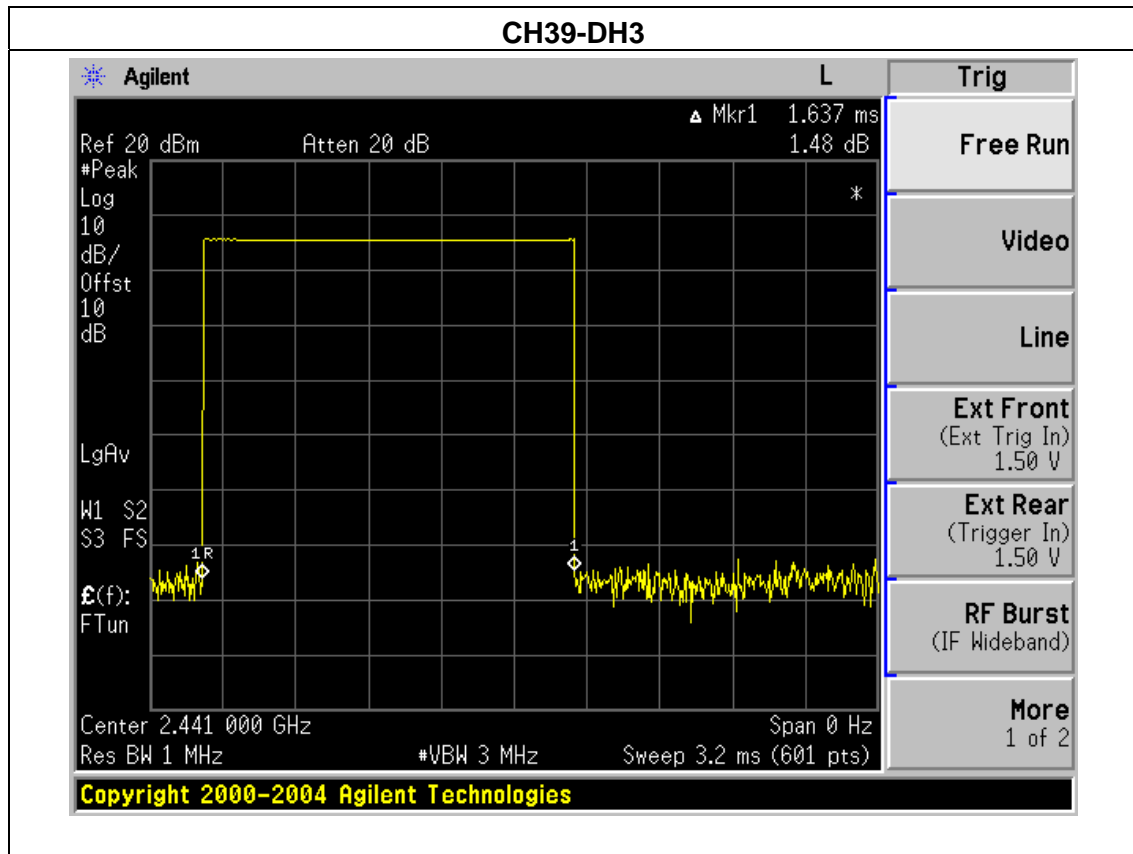 CH39-DH3
Agilent L Trig
Δ Mkr1 1.637 ms
Ref 20 dBm Atten 20 dB 1.48 dB
#Peak
Log
10
dB/
Offst
10
dB
LgAv
W1 S2
S3 FS
£(f):
FTun
*
1R
1
Center 2.441 000 GHz Span 0 Hz
Res BW 1 MHz #VBW 3 MHz Sweep 3.2 ms (601 pts)
Copyright 2000-2004 Agilent Technologies
Free Run
Video
Line
Ext Front
(Ext Trig In)
1.50 V
Ext Rear
(Trigger In)
1.50 V
RF Burst
(IF Wideband)
More
1 of 2